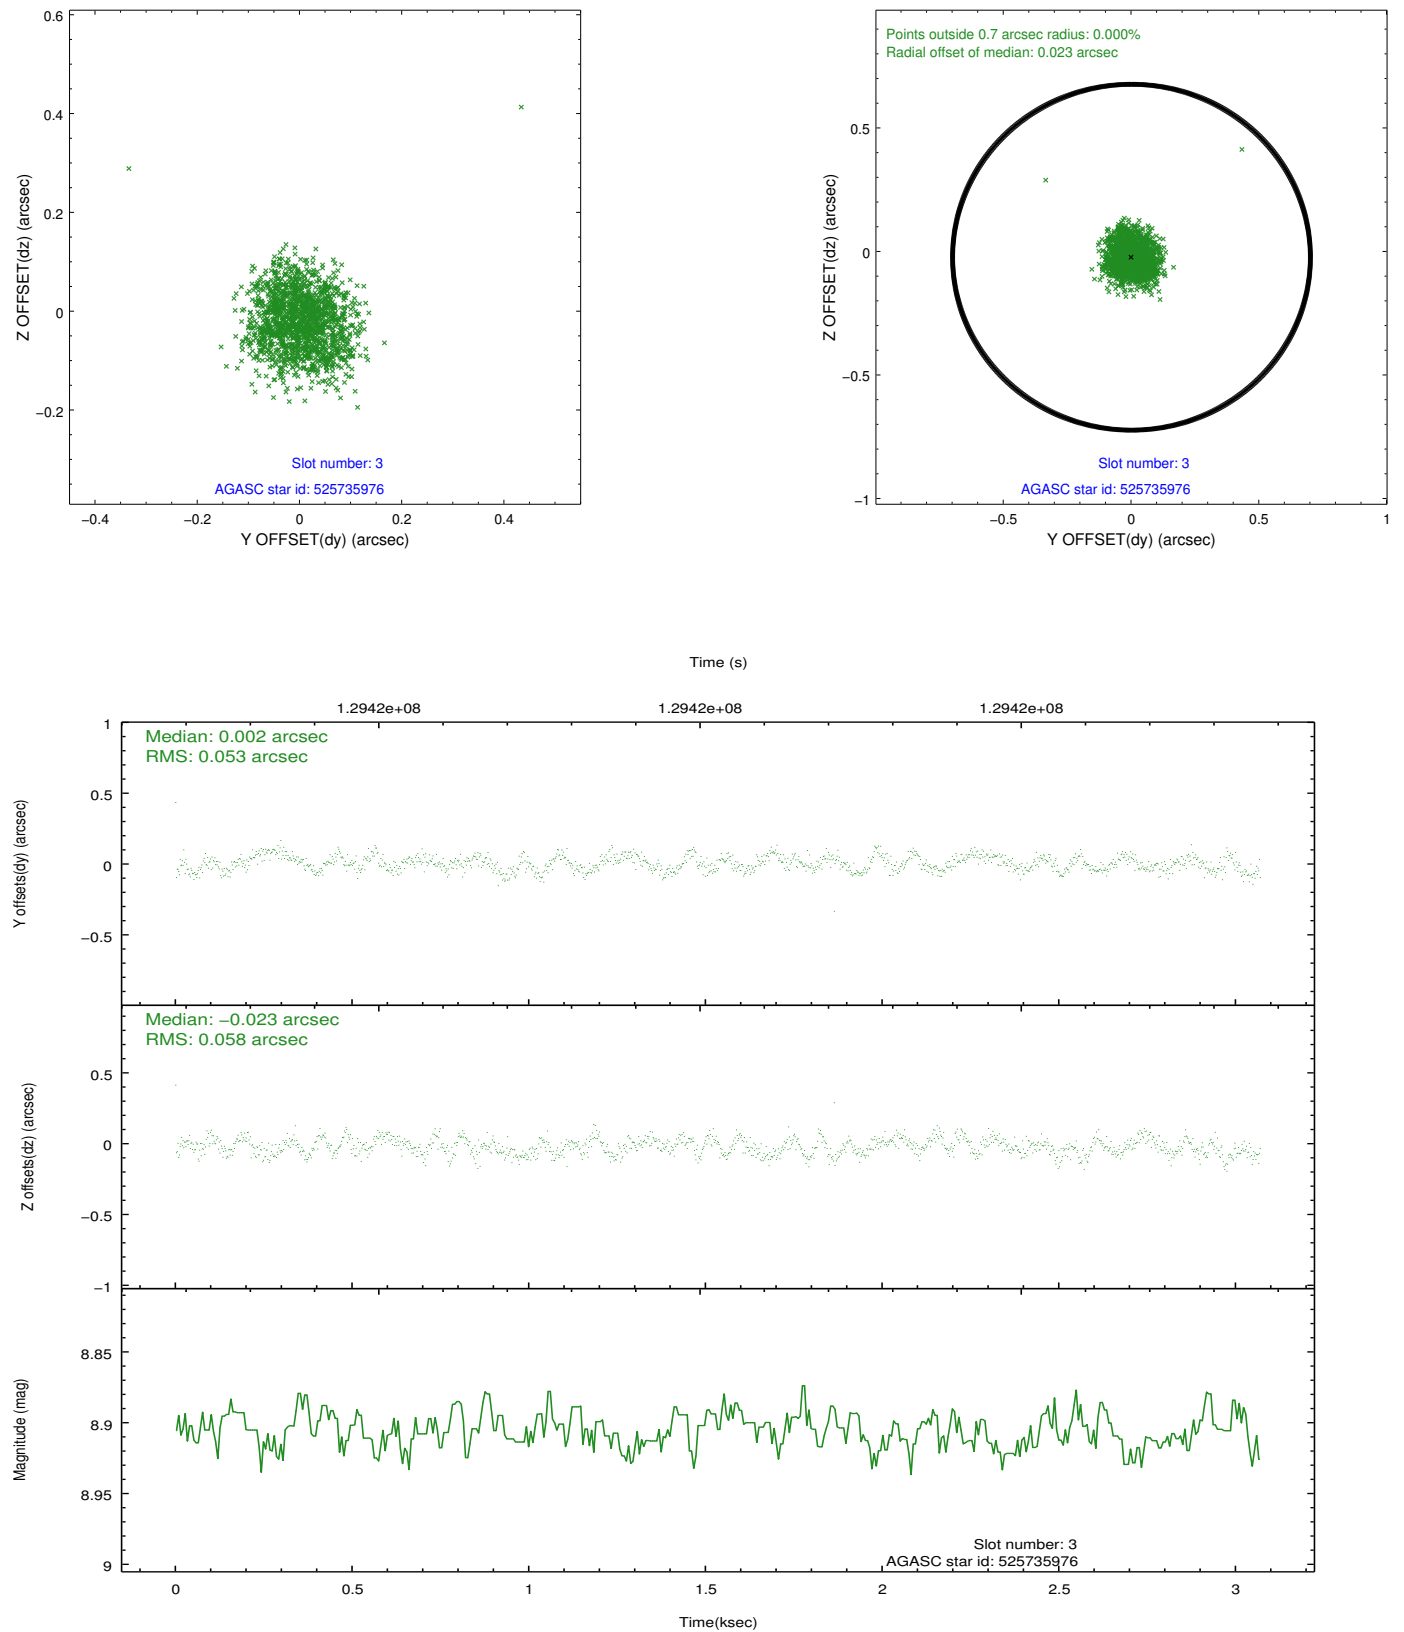 0.6
0.4
0.2
0
−0.2
−0.4
−0.2
0
0.2
0.4
Z OFFSET(dz) (arcsec)
Y OFFSET(dy) (arcsec)
Slot number: 3
AGASC star id: 525735976
Points outside 0.7 arcsec radius: 0.000%
Radial offset of median: 0.023 arcsec
0.5
0
−0.5
−1
−0.5
0
0.5
1
Z OFFSET(dz) (arcsec)
Y OFFSET(dy) (arcsec)
Slot number: 3
AGASC star id: 525735976
Time (s)
1.2942e+08
1.2942e+08
1.2942e+08
Median: 0.002 arcsec
RMS: 0.053 arcsec
1
0.5
0
−0.5
Y offsets(dy) (arcsec)
Median: −0.023 arcsec
RMS: 0.058 arcsec
0.5
0
−0.5
−1
Z offsets(dz) (arcsec)
8.85
8.9
8.95
9
Magnitude (mag)
Slot number: 3
AGASC star id: 525735976
0
0.5
1
1.5
2
2.5
3
Time(ksec)